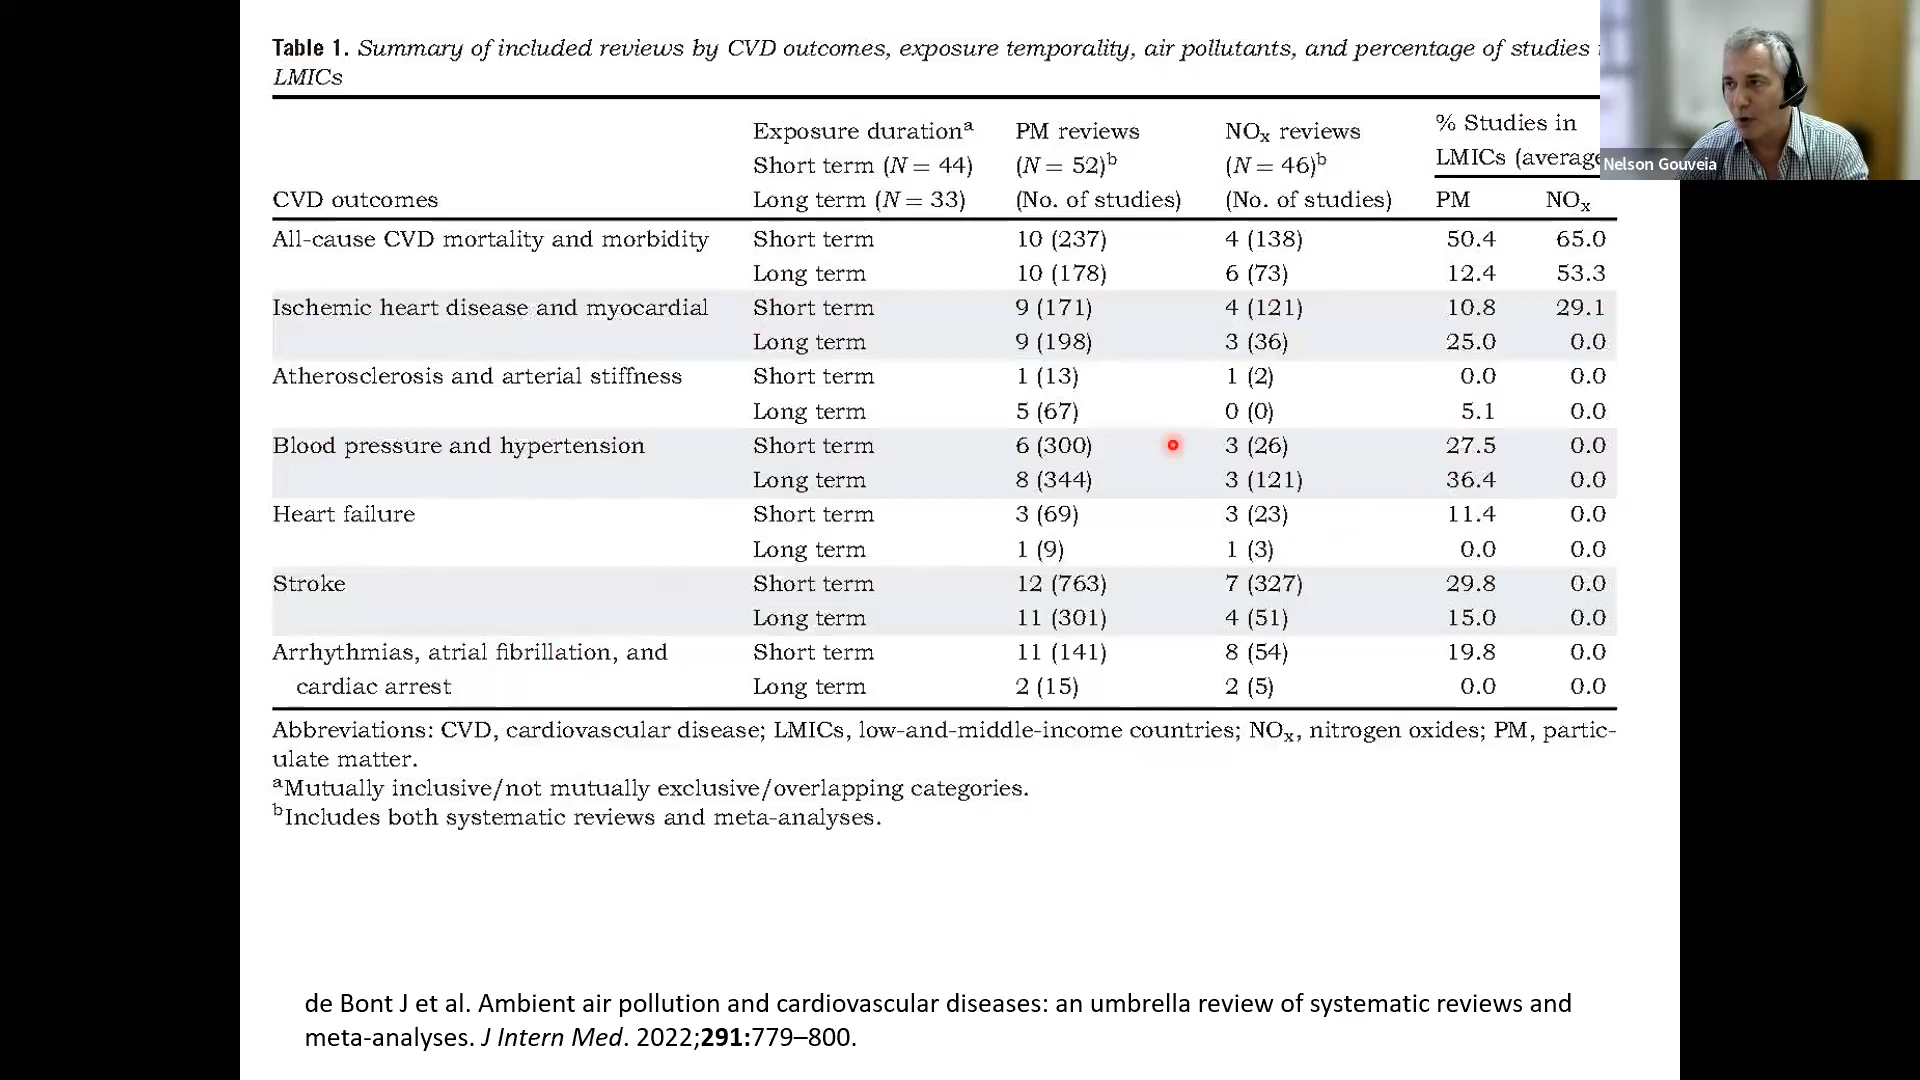 Table 1. Summary of included reviews by CVD outcomes, exposure temporality, air pollutants, and percentage of studies
LMICs
CVD outcomes
Exposure durationᵃ
Short term (N = 44)
Long term (N = 33)
PM reviews
(N = 52)ᵇ
(No. of studies)
NOₓ reviews
(N = 46)ᵇ
(No. of studies)
% Studies in
LMICs (average
PM NOₓ
All-cause CVD mortality and morbidity Short term 10 (237) 4 (138) 50.4 65.0
Long term 10 (178) 6 (73) 12.4 53.3
Ischemic heart disease and myocardial Short term 9 (171) 4 (121) 10.8 29.1
Long term 9 (198) 3 (36) 25.0 0.0
Atherosclerosis and arterial stiffness Short term 1 (13) 1 (2) 0.0 0.0
Long term 5 (67) 0 (0) 5.1 0.0
Blood pressure and hypertension Short term 6 (300) 3 (26) 27.5 0.0
Long term 8 (344) 3 (121) 36.4 0.0
Heart failure Short term 3 (69) 3 (23) 11.4 0.0
Long term 1 (9) 1 (3) 0.0 0.0
Stroke Short term 12 (763) 7 (327) 29.8 0.0
Long term 11 (301) 4 (51) 15.0 0.0
Arrhythmias, atrial fibrillation, and Short term 11 (141) 8 (54) 19.8 0.0
cardiac arrest Long term 2 (15) 2 (5) 0.0 0.0
Abbreviations: CVD, cardiovascular disease; LMICs, low-and-middle-income countries; NOₓ, nitrogen oxides; PM, partic-
ulate matter.
ᵃMutually inclusive/not mutually exclusive/overlapping categories.
ᵇIncludes both systematic reviews and meta-analyses.
de Bont J et al. Ambient air pollution and cardiovascular diseases: an umbrella review of systematic reviews and
meta-analyses. J Intern Med. 2022;291:779–800.
Nelson Gouveia